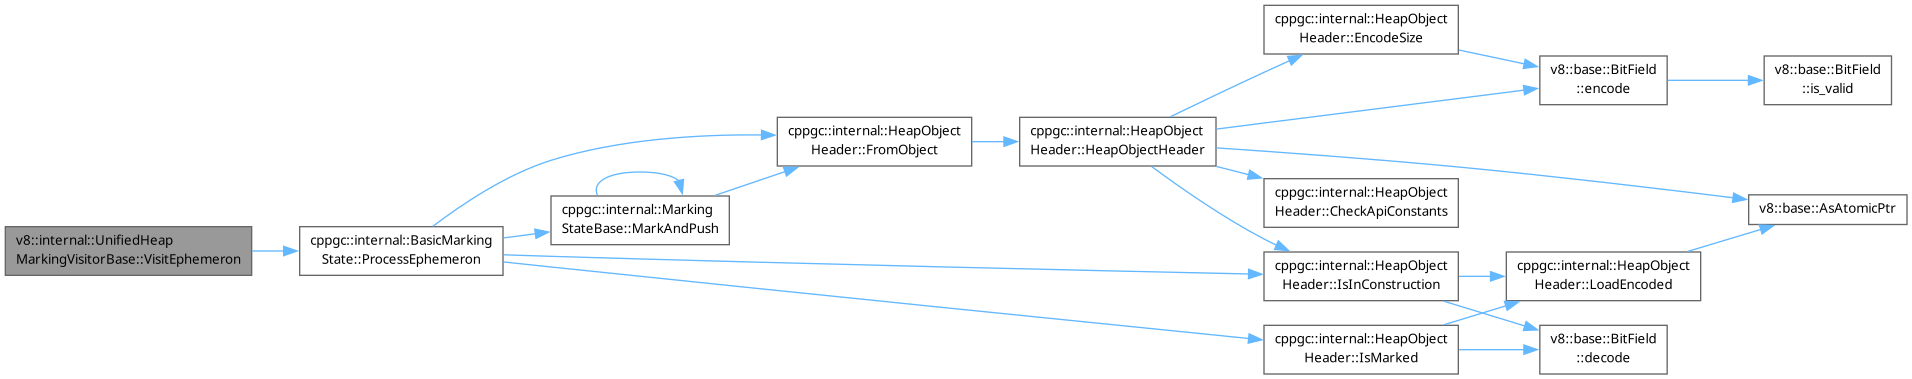 v8::internal::UnifiedHeap
MarkingVisitorBase::VisitEphemeron
cppgc::internal::BasicMarking
State::ProcessEphemeron
cppgc::internal::Marking
StateBase::MarkAndPush
cppgc::internal::HeapObject
Header::FromObject
cppgc::internal::HeapObject
Header::HeapObjectHeader
cppgc::internal::HeapObject
Header::EncodeSize
cppgc::internal::HeapObject
Header::CheckApiConstants
cppgc::internal::HeapObject
Header::IsInConstruction
cppgc::internal::HeapObject
Header::IsMarked
v8::base::BitField
::encode
cppgc::internal::HeapObject
Header::LoadEncoded
v8::base::BitField
::decode
v8::base::BitField
::is_valid
v8::base::AsAtomicPtr